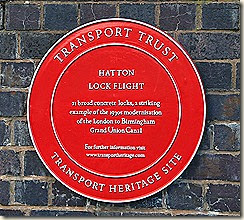 TRANSPORT TRUST
HATTON
LOCK FLIGHT
21 broad concrete locks, a striking
example of the 1930s modernisation
of the London to Birmingham
Grand Union Canal
For further information visit
www.transportheritage.com
TRANSPORT HERITAGE SITE